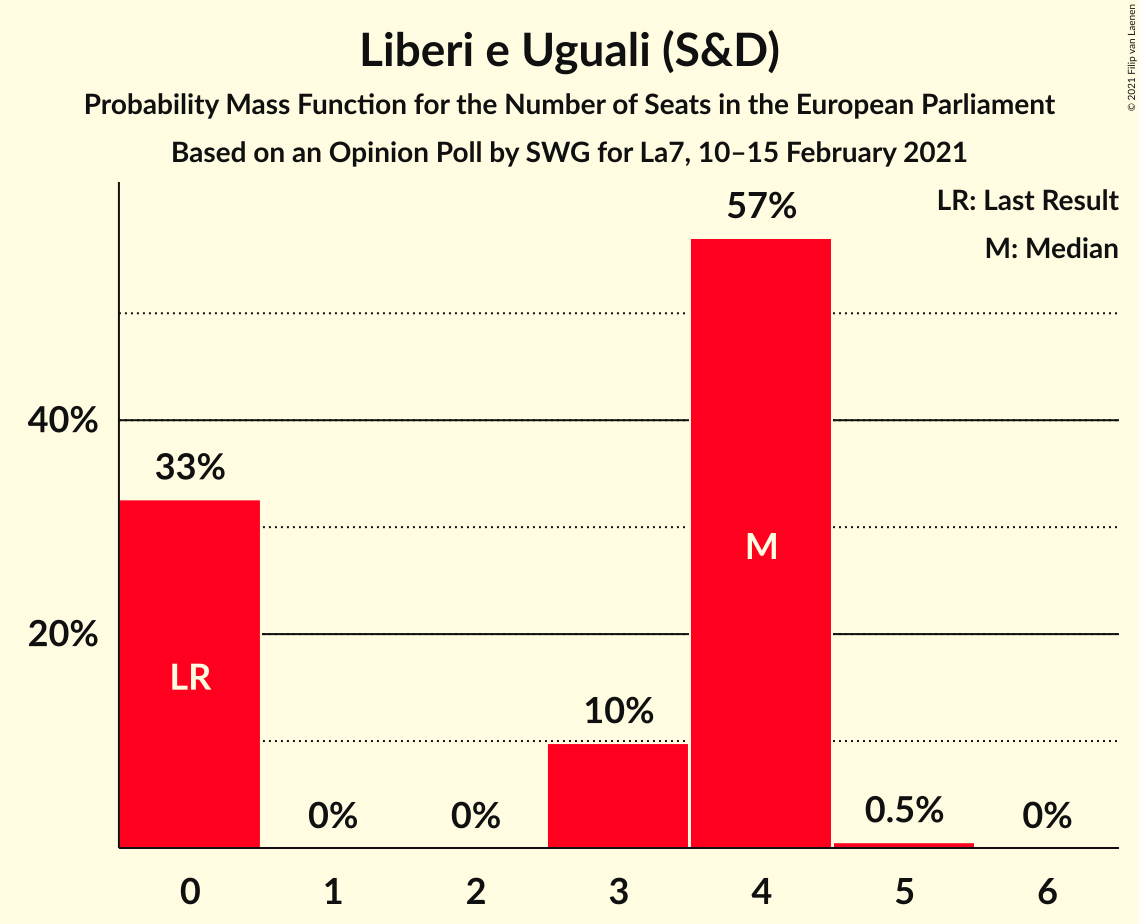 Liberi e Uguali (S&D)
Probability Mass Function for the Number of Seats in the European Parliament
Based on an Opinion Poll by SWG for La7, 10–15 February 2021
© 2021 Filip van Laenen
LR: Last Result
M: Median
57%
40%
33%
M
20%
LR
10%
0%
0%
0.5%
0%
0 1 2 3 4 5 6